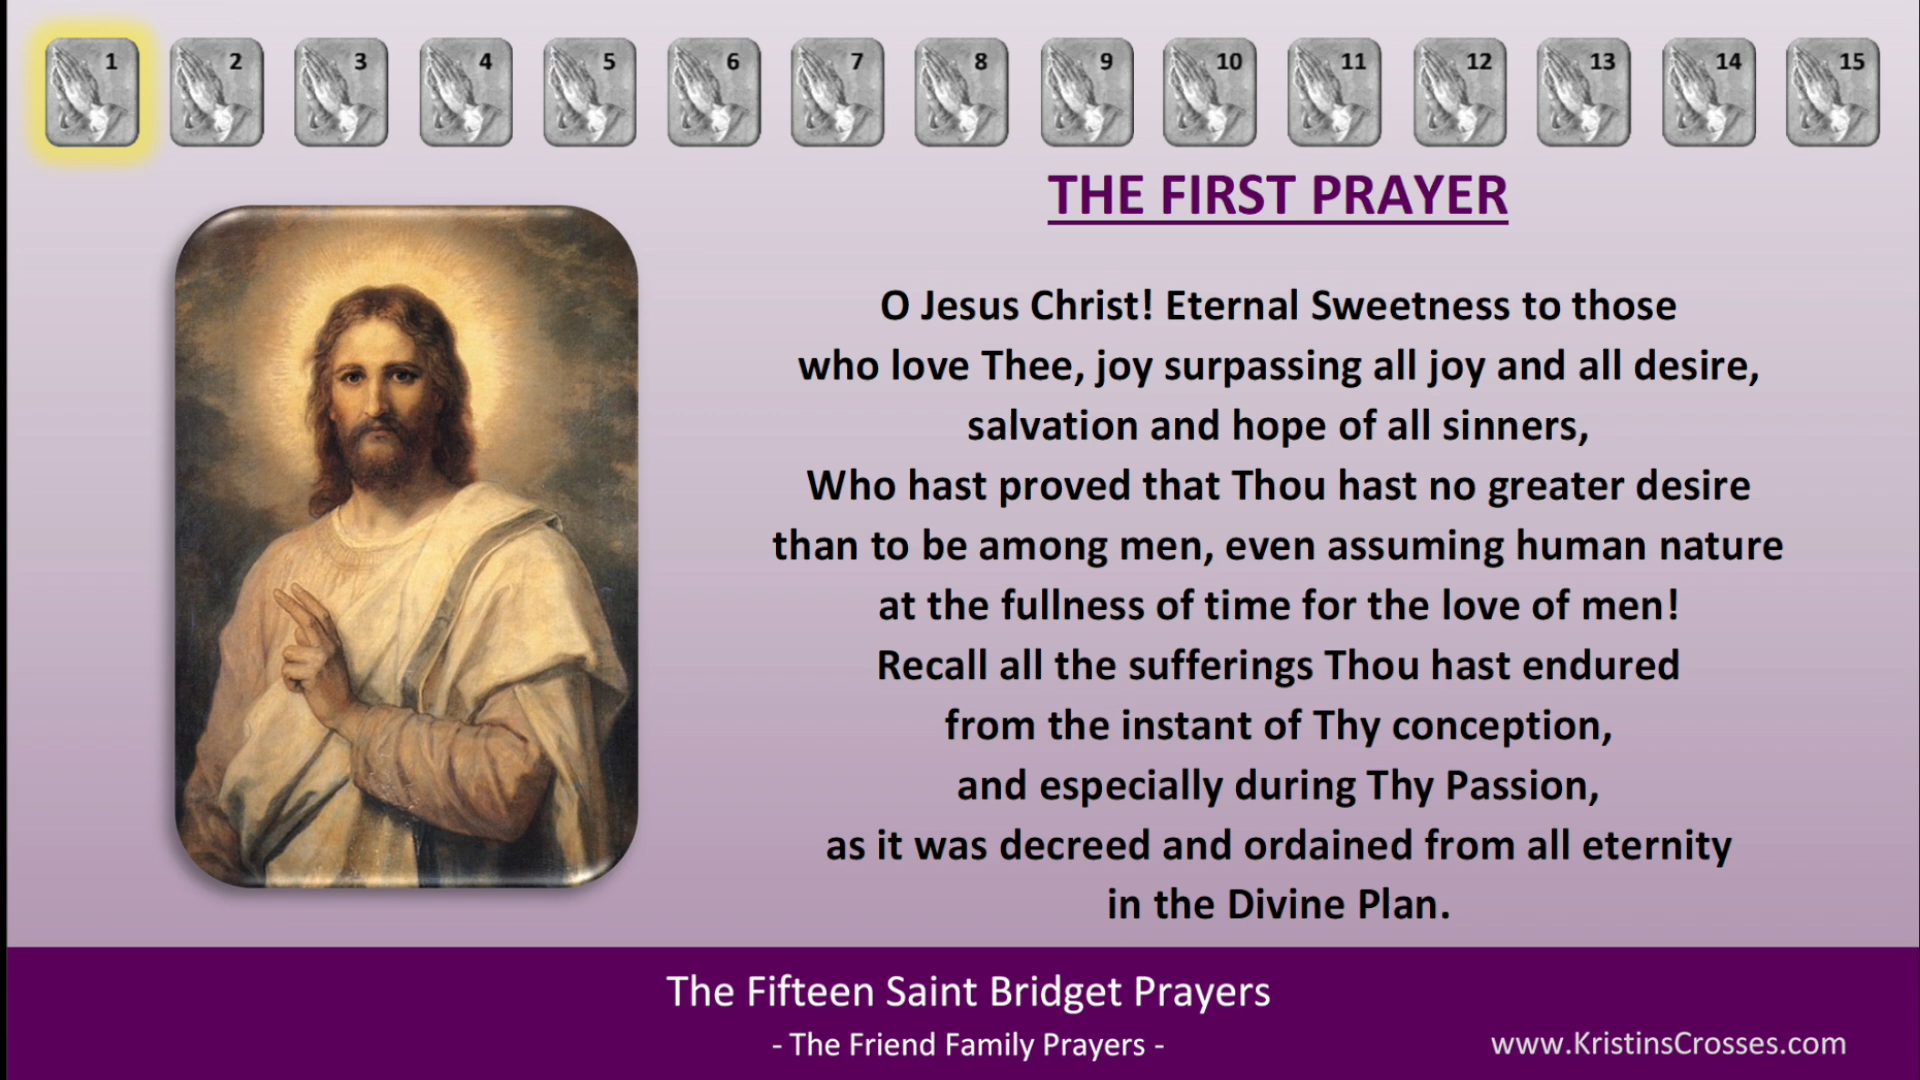 1 2 3 4 5 6 7 8 9 10 11 12 13 14 15
THE FIRST PRAYER
O Jesus Christ! Eternal Sweetness to those
who love Thee, joy surpassing all joy and all desire,
salvation and hope of all sinners,
Who hast proved that Thou hast no greater desire
than to be among men, even assuming human nature
at the fullness of time for the love of men!
Recall all the sufferings Thou hast endured
from the instant of Thy conception,
and especially during Thy Passion,
as it was decreed and ordained from all eternity
in the Divine Plan.
The Fifteen Saint Bridget Prayers
- The Friend Family Prayers -
www.KristinsCrosses.com